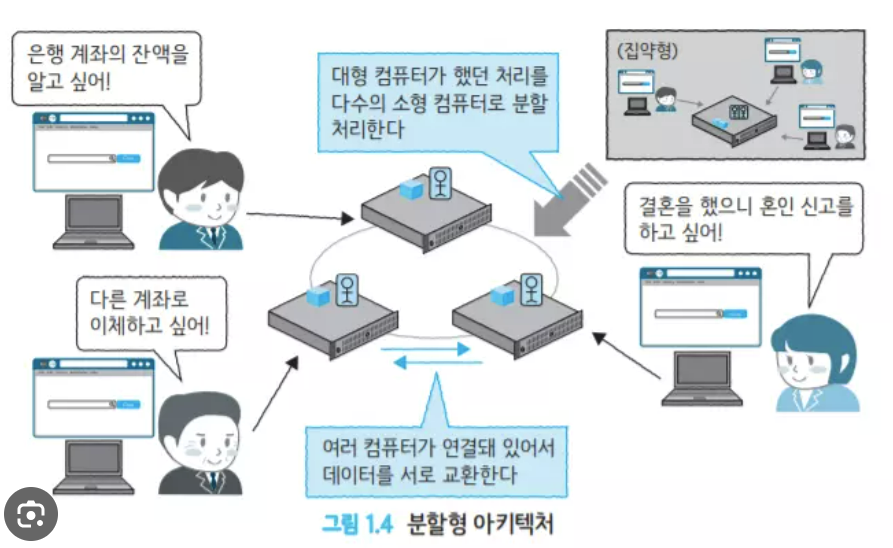 은행 계좌의 잔액을
알고 싶어!
대형 컴퓨터가 했던 처리를
다수의 소형 컴퓨터로 분할
처리한다
(집약형)
결혼을 했으니 혼인 신고를
하고 싶어!
다른 계좌로
이체하고 싶어!
여러 컴퓨터가 연결돼 있어서
데이터를 서로 교환한다
그림 1.4 분할형 아키텍처